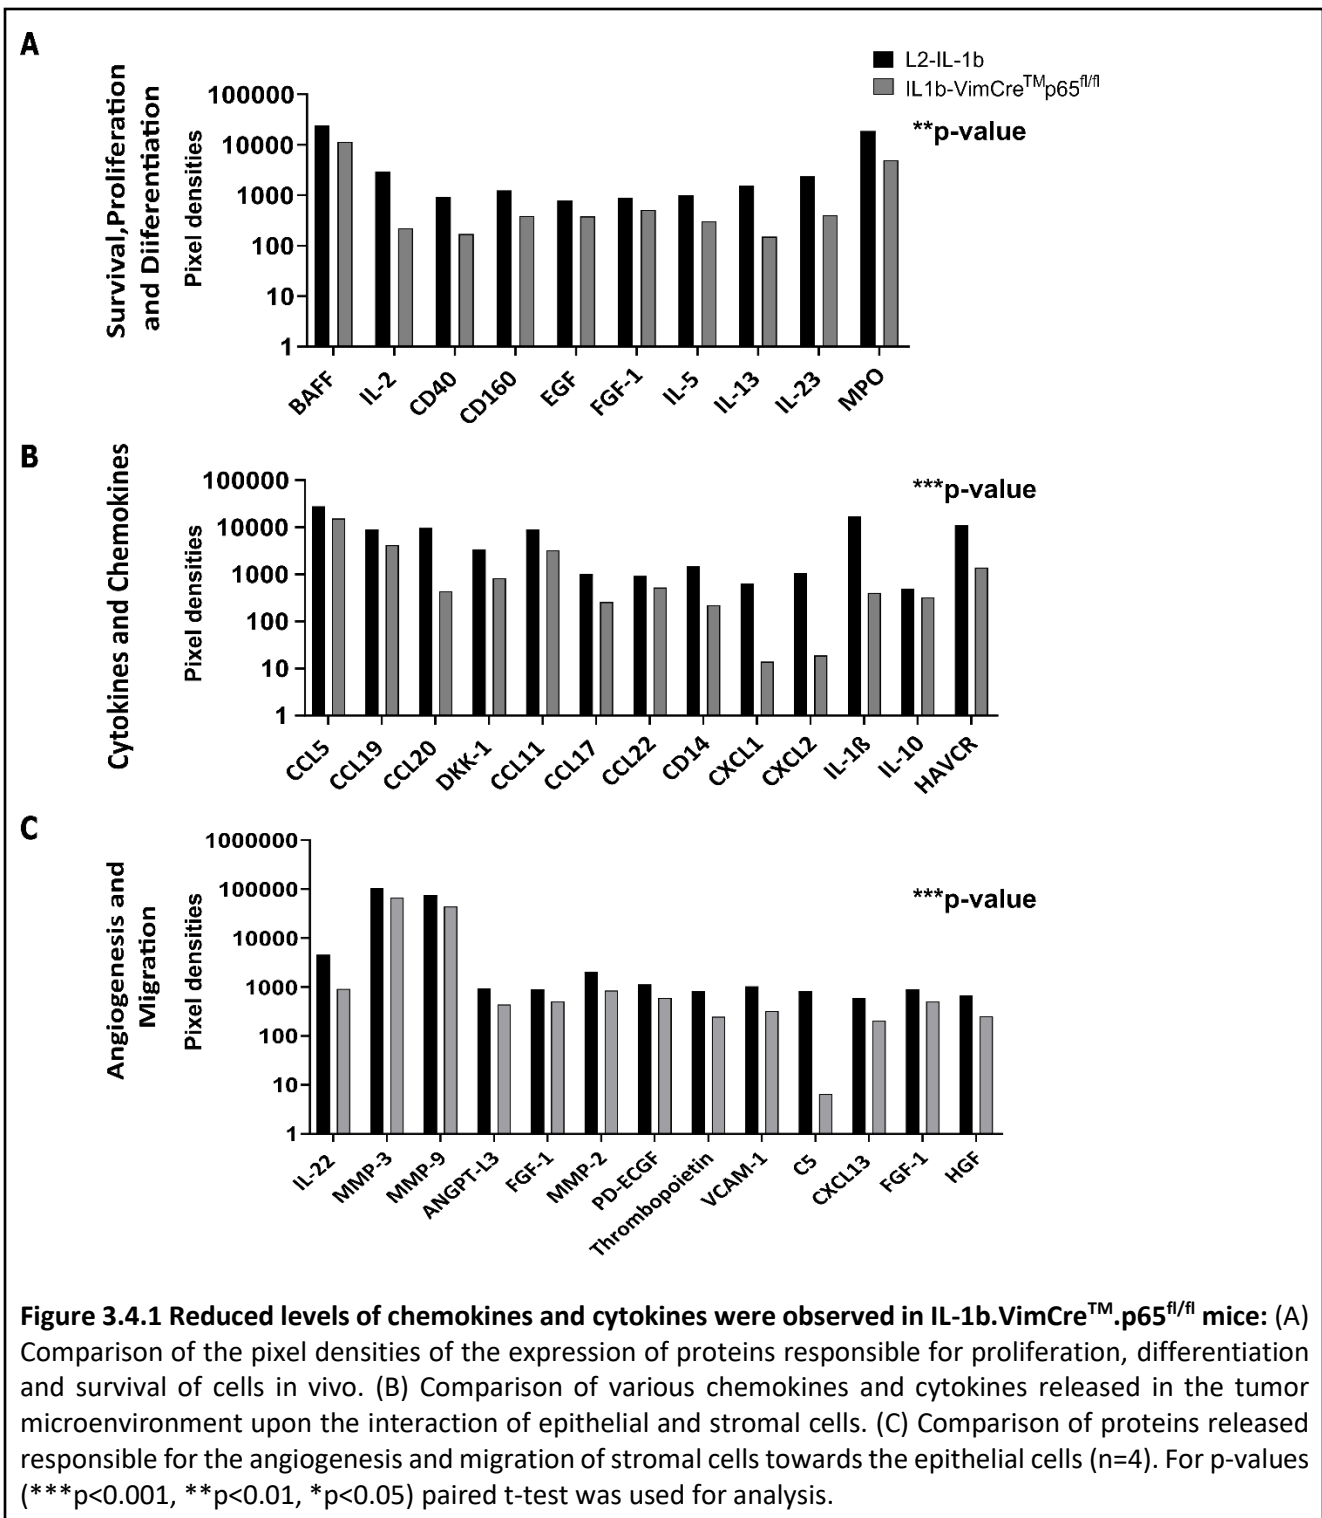 A
L2-IL-1b
IL1b-VimCreTMp65fl/fl
**p-value
Survival,Proliferation
and Diiferentiation
Pixel densities
100000
10000
1000
100
10
1
BAFF
IL-2
CD40
CD160
EGF
FGF-1
IL-5
IL-13
IL-23
MPO
B
***p-value
Cytokines and Chemokines
Pixel densities
100000
10000
1000
100
10
1
CCL5
CCL19
CCL20
DKK-1
CCL11
CCL17
CCL22
CD14
CXCL1
CXCL2
IL-1ß
IL-10
HAVCR
C
***p-value
Angiogenesis and
Migration
Pixel densities
1000000
100000
10000
1000
100
10
1
IL-22
MMP-3
MMP-9
ANGPT-L3
FGF-1
MMP-2
PD-ECGF
Thrombopoietin
VCAM-1
C5
CXCL13
FGF-1
HGF
Figure 3.4.1 Reduced levels of chemokines and cytokines were observed in IL-1b.VimCreTM.p65fl/fl mice: (A)
Comparison of the pixel densities of the expression of proteins responsible for proliferation, differentiation
and survival of cells in vivo. (B) Comparison of various chemokines and cytokines released in the tumor
microenvironment upon the interaction of epithelial and stromal cells. (C) Comparison of proteins released
responsible for the angiogenesis and migration of stromal cells towards the epithelial cells (n=4). For p-values
(***p<0.001, **p<0.01, *p<0.05) paired t-test was used for analysis.